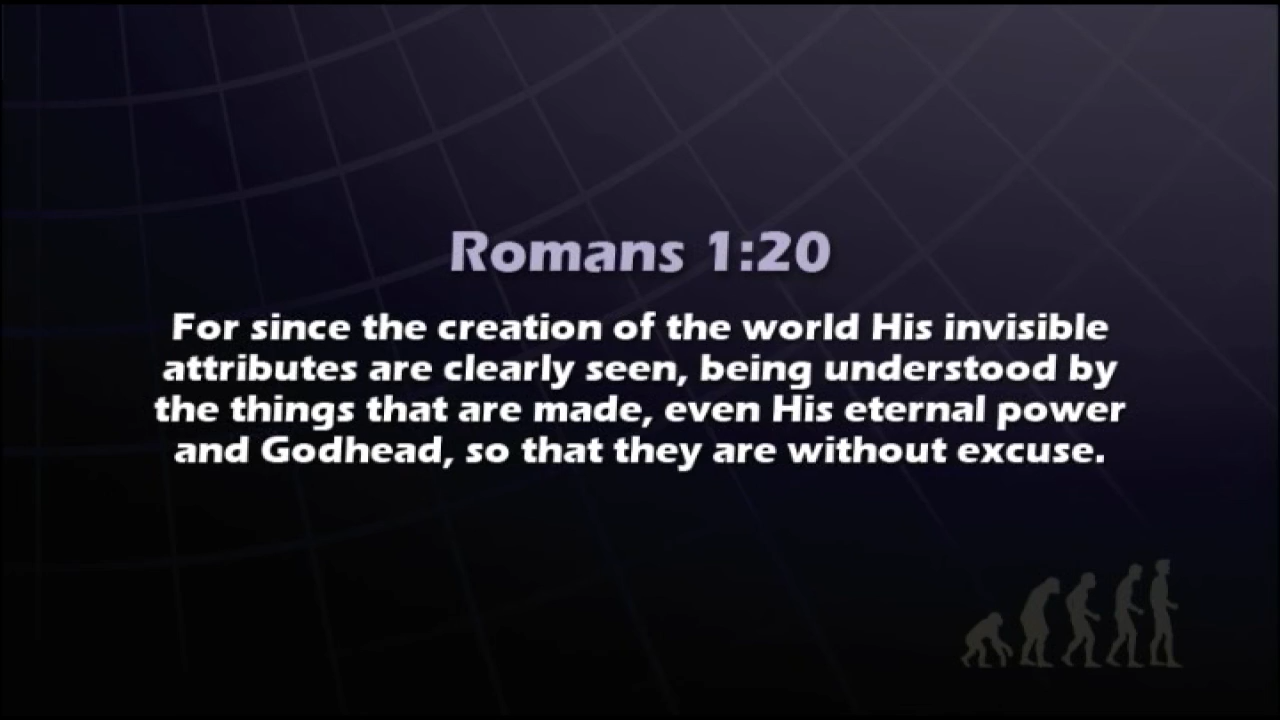 Romans 1:20
For since the creation of the world His invisible
attributes are clearly seen, being understood by
the things that are made, even His eternal power
and Godhead, so that they are without excuse.